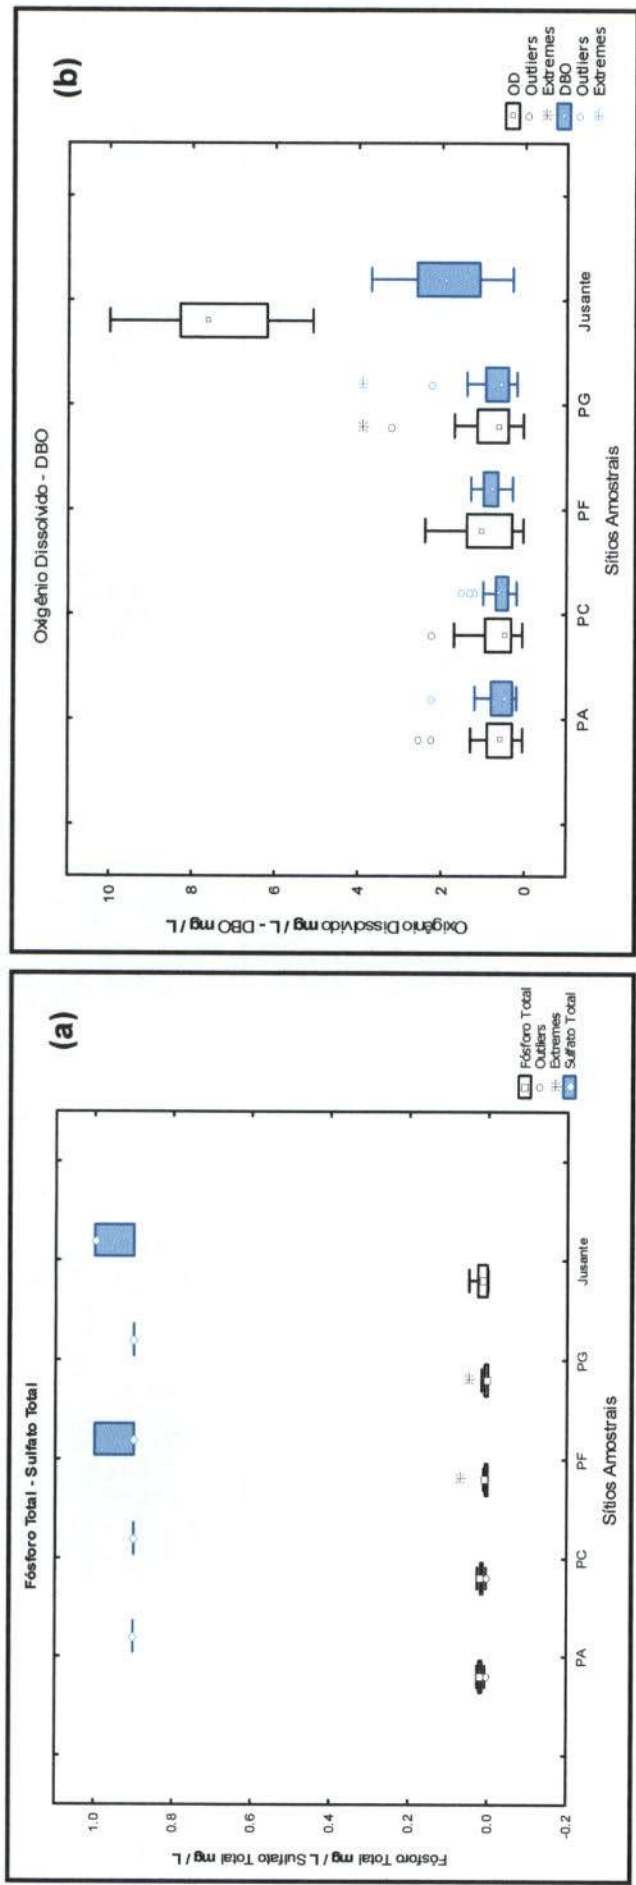 (a)
Fósforo Total - Sulfato Total
Fósforo Total mg / L Sulfato Total mg / L
1.0
0.8
0.6
0.4
0.2
0.0
-0.2
PA
PC
PF
PG
Jusante
Sítios Amostrais
Fósforo Total
Outliers
Extremes
Sulfato Total
(b)
Oxigênio Dissolvido - DBO
Oxigênio Dissolvido mg / L - DBO mg / L
10
8
6
4
2
0
PA
PC
PF
PG
Jusante
Sítios Amostrais
OD
Outliers
Extremes
DBO
Outliers
Extremes